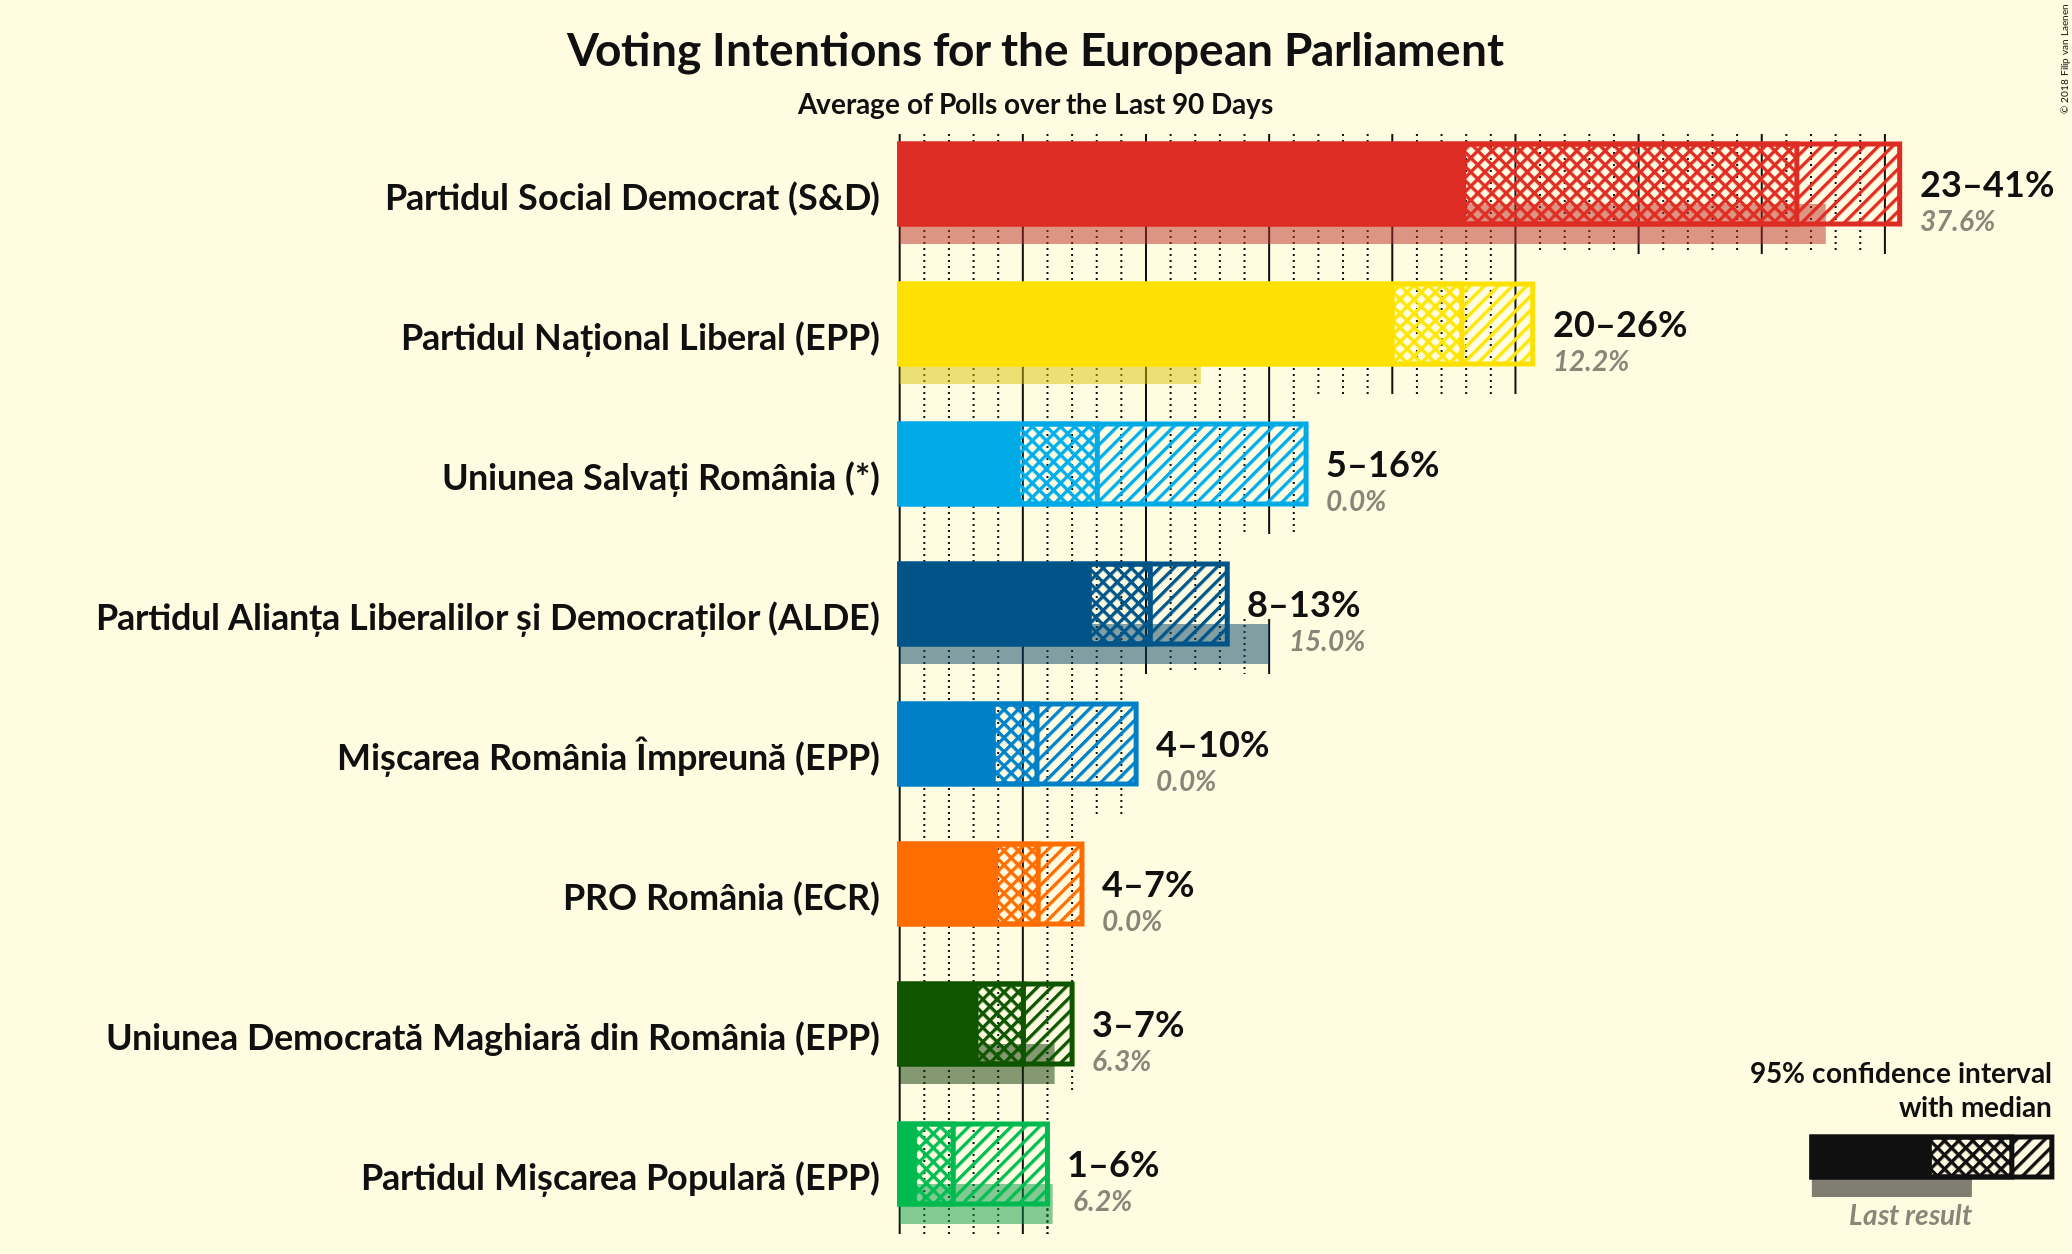 Voting Intentions for the European Parliament
Average of Polls over the Last 90 Days
© 2018 Filip van Laenen
Partidul Social Democrat (S&D)
23–41%
37.6%
Partidul Național Liberal (EPP)
20–26%
12.2%
Uniunea Salvați România (*)
5–16%
0.0%
Partidul Alianța Liberalilor și Democraților (ALDE)
8–13%
15.0%
Mișcarea România Împreună (EPP)
4–10%
0.0%
PRO România (ECR)
4–7%
0.0%
Uniunea Democrată Maghiară din România (EPP)
3–7%
6.3%
Partidul Mișcarea Populară (EPP)
1–6%
6.2%
95% confidence interval
with median
Last result